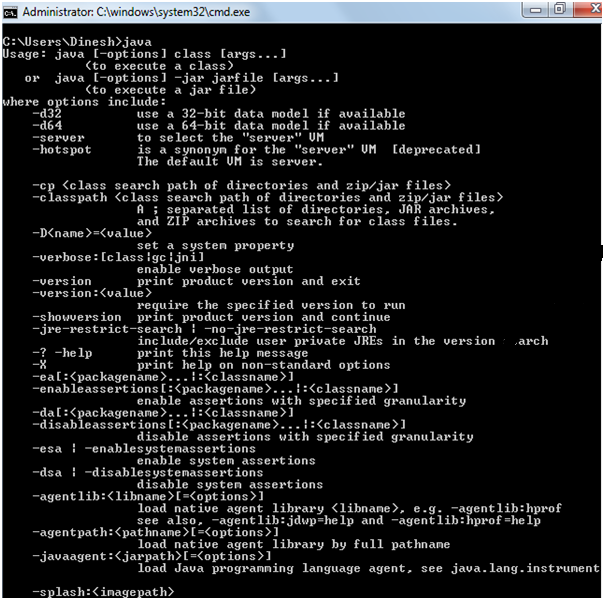 Administrator: C:\windows\system32\cmd.exe
C:\Users\Dinesh>java
Usage: java [-options] class [args...]
(to execute a class)
or java [-options] -jar jarfile [args...]
(to execute a jar file)
where options include:
-d32 use a 32-bit data model if available
-d64 use a 64-bit data model if available
-server to select the "server" VM
-hotspot is a synonym for the "server" VM [deprecated]
The default VM is server.
-cp <class search path of directories and zip/jar files>
-classpath <class search path of directories and zip/jar files>
A ; separated list of directories, JAR archives,
and ZIP archives to search for class files.
-D<name>=<value>
set a system property
-verbose:[class|gc|jni]
enable verbose output
-version print product version and exit
-version:<value>
require the specified version to run
-showversion print product version and continue
-jre-restrict-search | -no-jre-restrict-search
include/exclude user private JREs in the version arch
-? -help print this help message
-X print help on non-standard options
-ea[:<packagename>...|:<classname>]
-enableassertions[:<packagename>...|:<classname>]
enable assertions with specified granularity
-da[:<packagename>...|:<classname>]
-disableassertions[:<packagename>...|:<classname>]
disable assertions with specified granularity
-esa | -enablesystemassertions
enable system assertions
-dsa | -disablesystemassertions
disable system assertions
-agentlib:<libname>[=<options>]
load native agent library <libname>, e.g. -agentlib:hprof
see also, -agentlib:jdwp=help and -agentlib:hprof=help
-agentpath:<pathname>[=<options>]
load native agent library by full pathname
-javaagent:<jarpath>[=<options>]
load Java programming language agent, see java.lang.instrument
-splash:<imagepath>